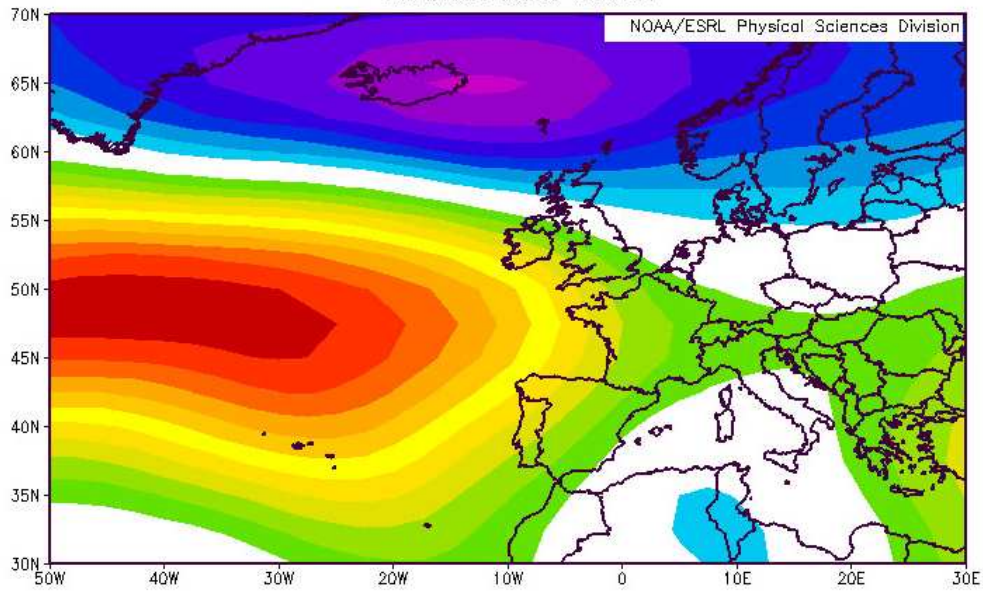 70N
NOAA/ESRL Physical Sciences Division
65N
60N
55N
50N
45N
40N
35N
30N
50W 40W 30W 20W 10W 0 10E 20E 30E